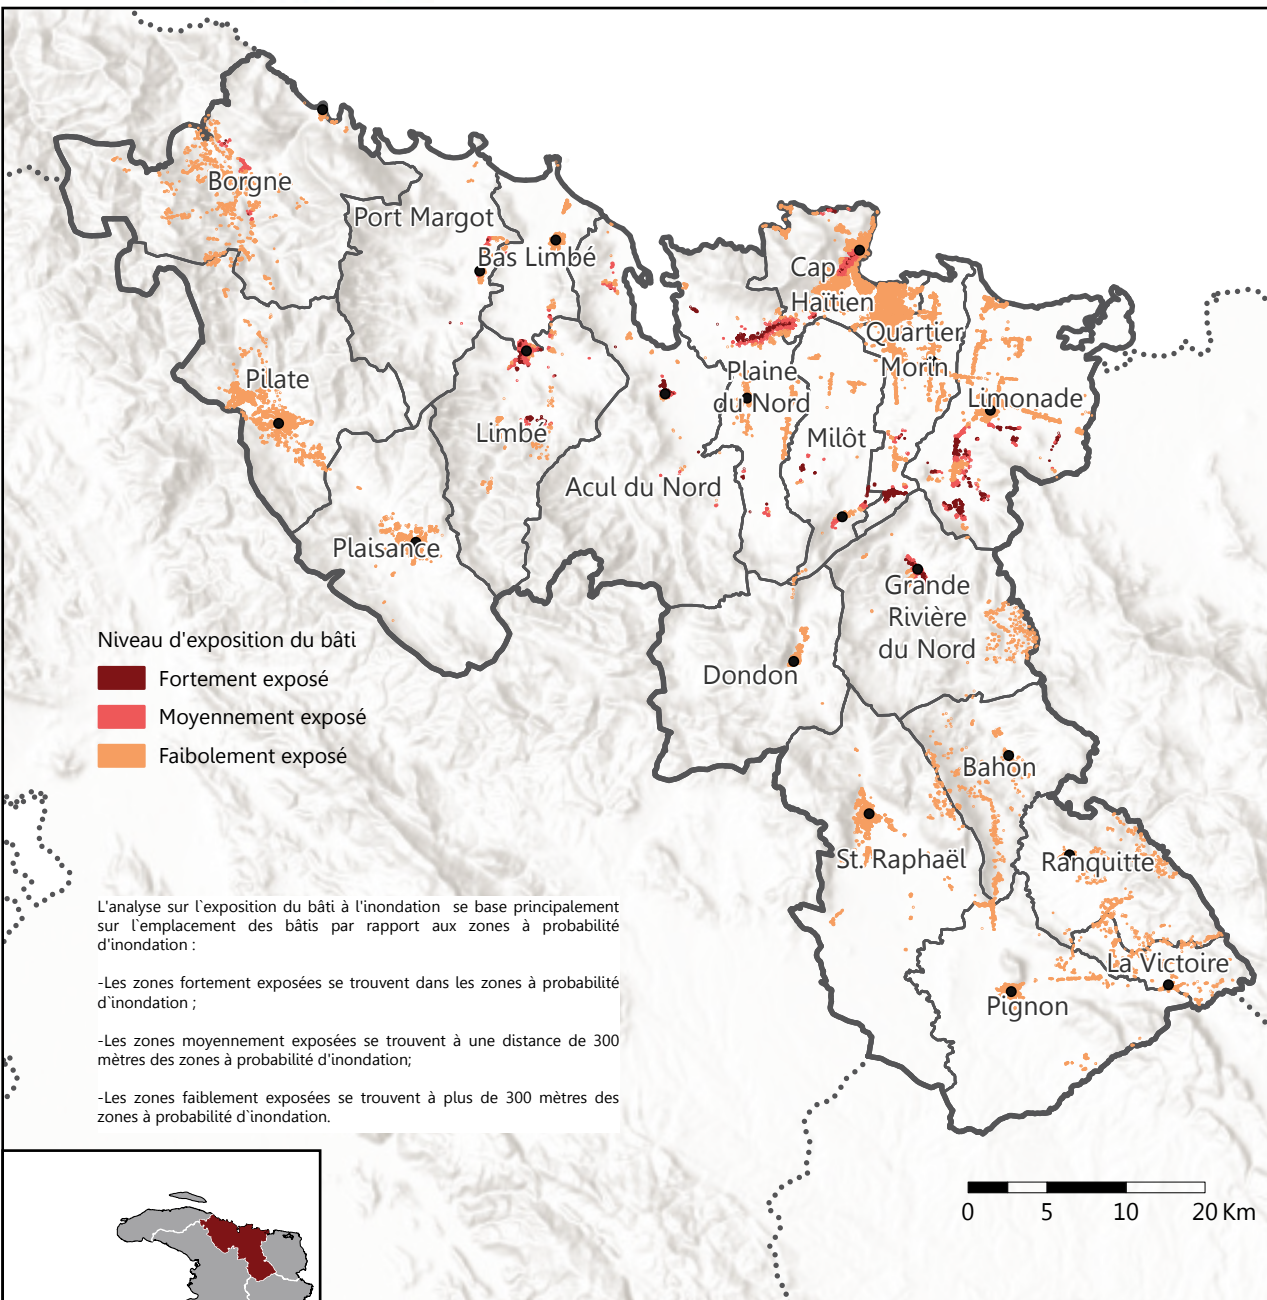 Borgne
Port Margot
Bas Limbé
Cap
Haïtien
Quartier
Morin
Pilate
Plaine
du Nord
Limonade
Limbé
Milôt
Acul du Nord
Plaisance
Grande
Rivière
du Nord
Dondon
Bahon
St. Raphaël
Ranquitte
La Victoire
Pignon
Niveau d'exposition du bâti
Fortement exposé
Moyennement exposé
Faibolement exposé
L'analyse sur l`exposition du bâti à l'inondation se base principalement
sur l`emplacement des bâtis par rapport aux zones à probabilité
d'inondation :
-Les zones fortement exposées se trouvent dans les zones à probabilité
d`inondation ;
-Les zones moyennement exposées se trouvent à une distance de 300
mètres des zones à probabilité d'inondation;
-Les zones faiblement exposées se trouvent à plus de 300 mètres des
zones à probabilité d`inondation.
0 5 10 20 Km